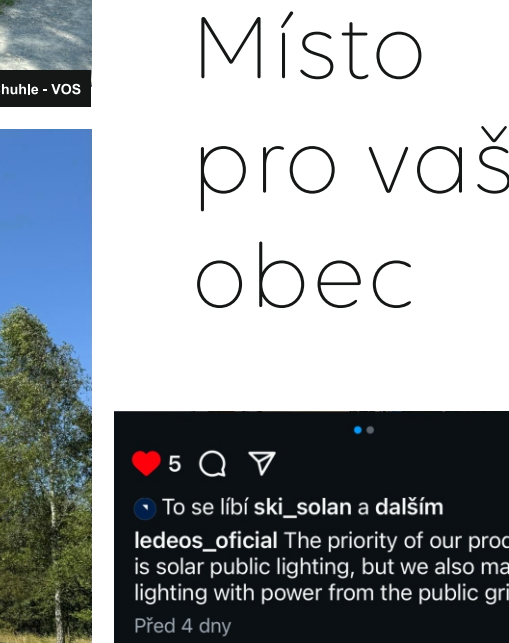 huhle - VOS
Místo
pro vaš
obec
5
To se líbí ski_solan a dalším
ledeos_oficial The priority of our proc
is solar public lighting, but we also ma
lighting with power from the public gri
Před 4 dny